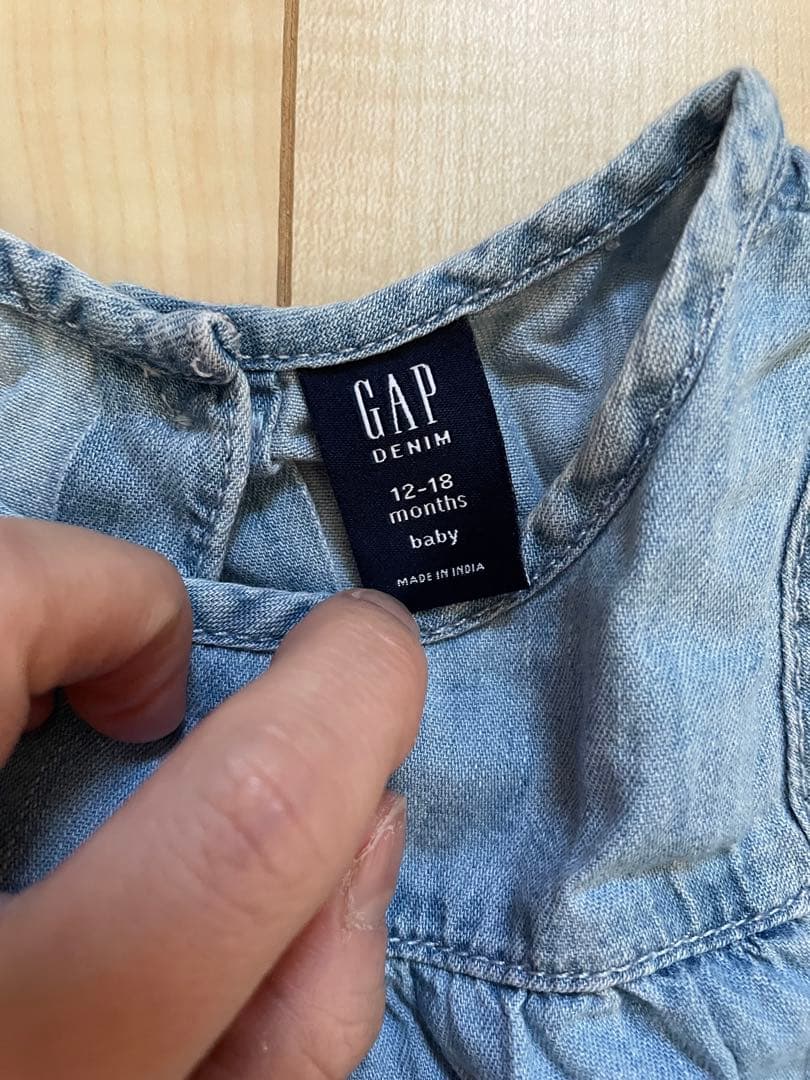 GAP
DENIM
12-18
months
baby
MADE IN INDIA